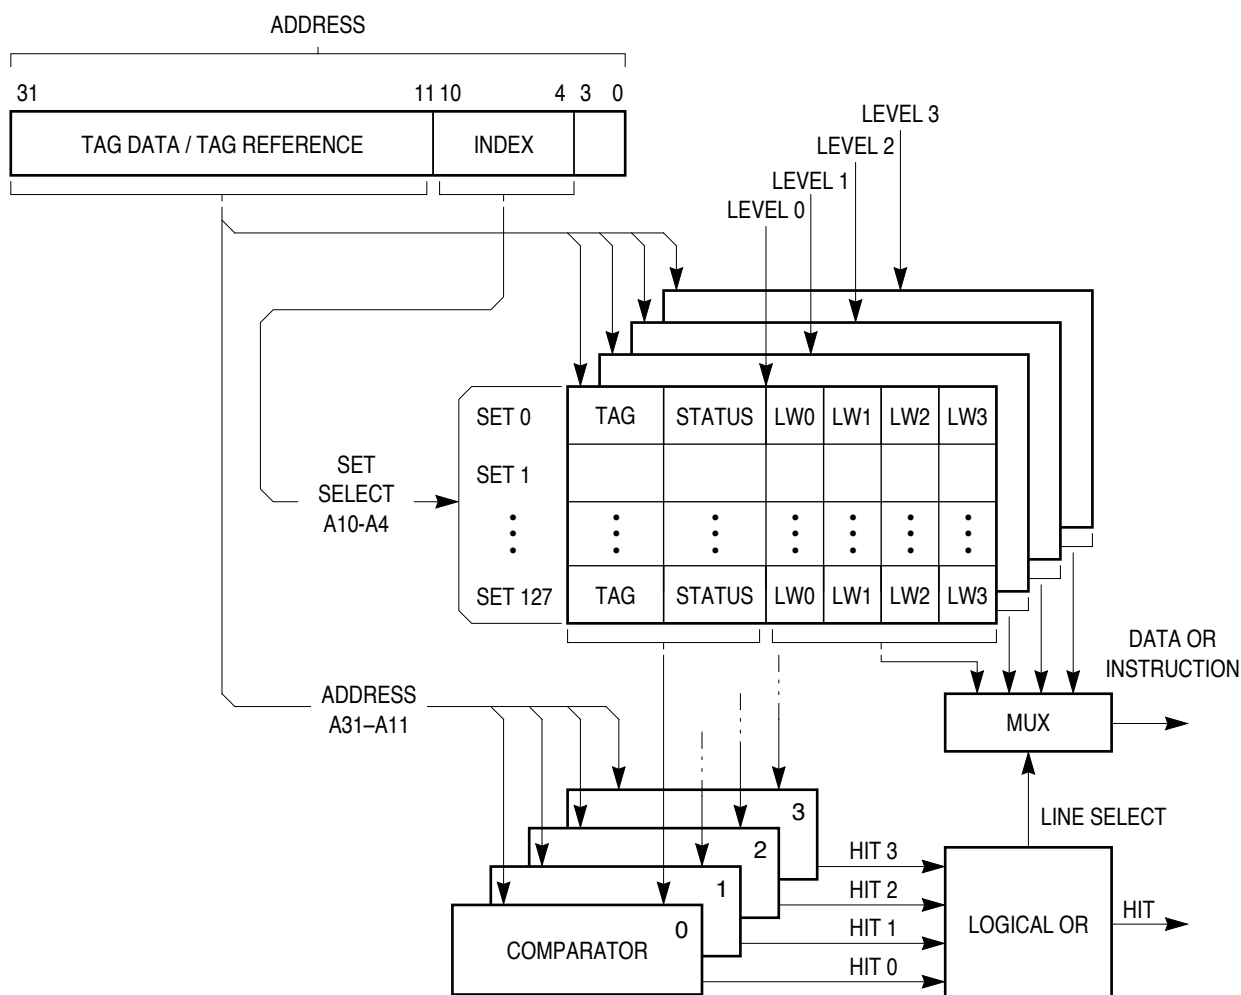 ADDRESS
31 11 10 4 3 0
TAG DATA / TAG REFERENCE INDEX
LEVEL 3
LEVEL 2
LEVEL 1
LEVEL 0
SET 0 TAG STATUS LW0 LW1 LW2 LW3
SET 1
SET
SELECT
A10-A4
SET 127 TAG STATUS LW0 LW1 LW2 LW3
DATA OR
INSTRUCTION
ADDRESS
A31–A11
MUX
LINE SELECT
3
2
1
0
COMPARATOR
HIT 3
HIT 2
HIT 1
HIT 0
LOGICAL OR
HIT